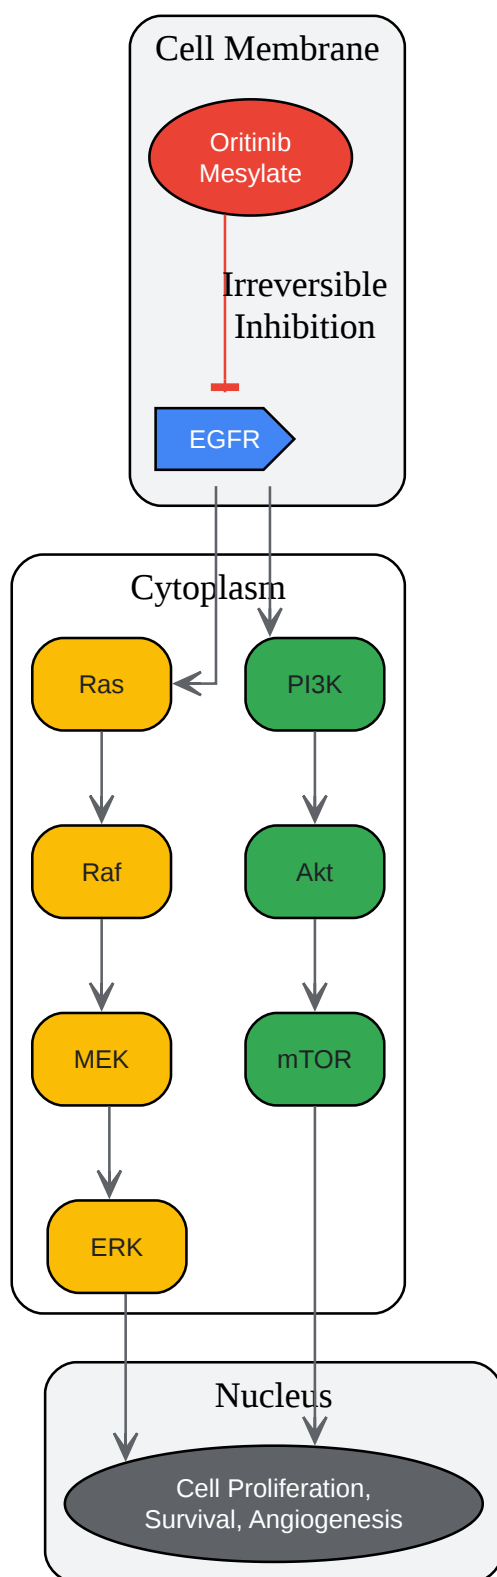 Cell Membrane
Oritinib
Mesylate
Irreversible
Inhibition
EGFR
Cytoplasm
Ras
PI3K
Raf
Akt
MEK
mTOR
ERK
Nucleus
Cell Proliferation,
Survival, Angiogenesis